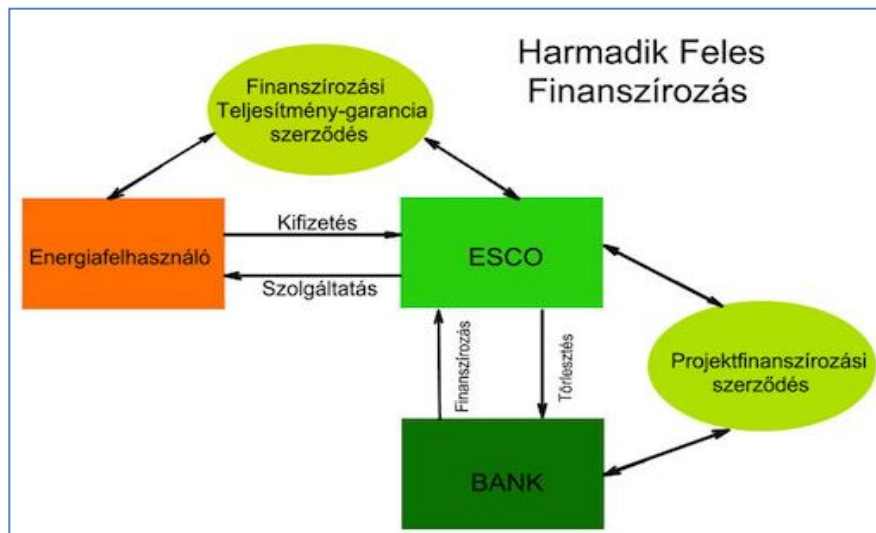 Harmadik Feles
Finanszírozás
Finanszírozási
Teljesítmény-garancia
szerződés
Energiafelhasználó
Kifizetés
Szolgáltatás
ESCO
Finanszírozás
Törlesztés
Projektfinanszírozási
szerződés
BANK